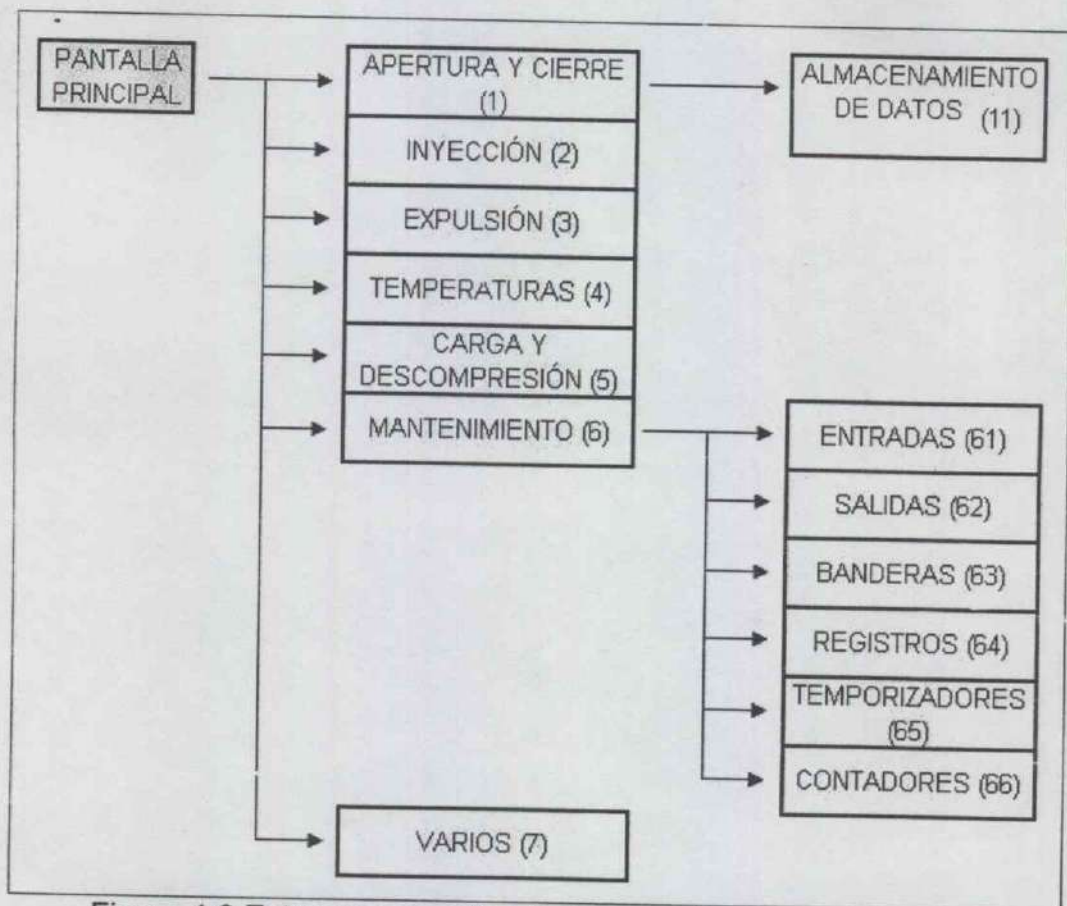 PANTALLA
PRINCIPAL
APERTURA Y CIERRE
(1)
INYECCIÓN (2)
EXPULSIÓN (3)
TEMPERATURAS (4)
CARGA Y
DESCOMPRESIÓN (5)
MANTENIMIENTO (6)
VARIOS (7)
ALMACENAMIENTO
DE DATOS (11)
ENTRADAS (61)
SALIDAS (62)
BANDERAS (63)
REGISTROS (64)
TEMPORIZADORES
(65)
CONTADORES (66)